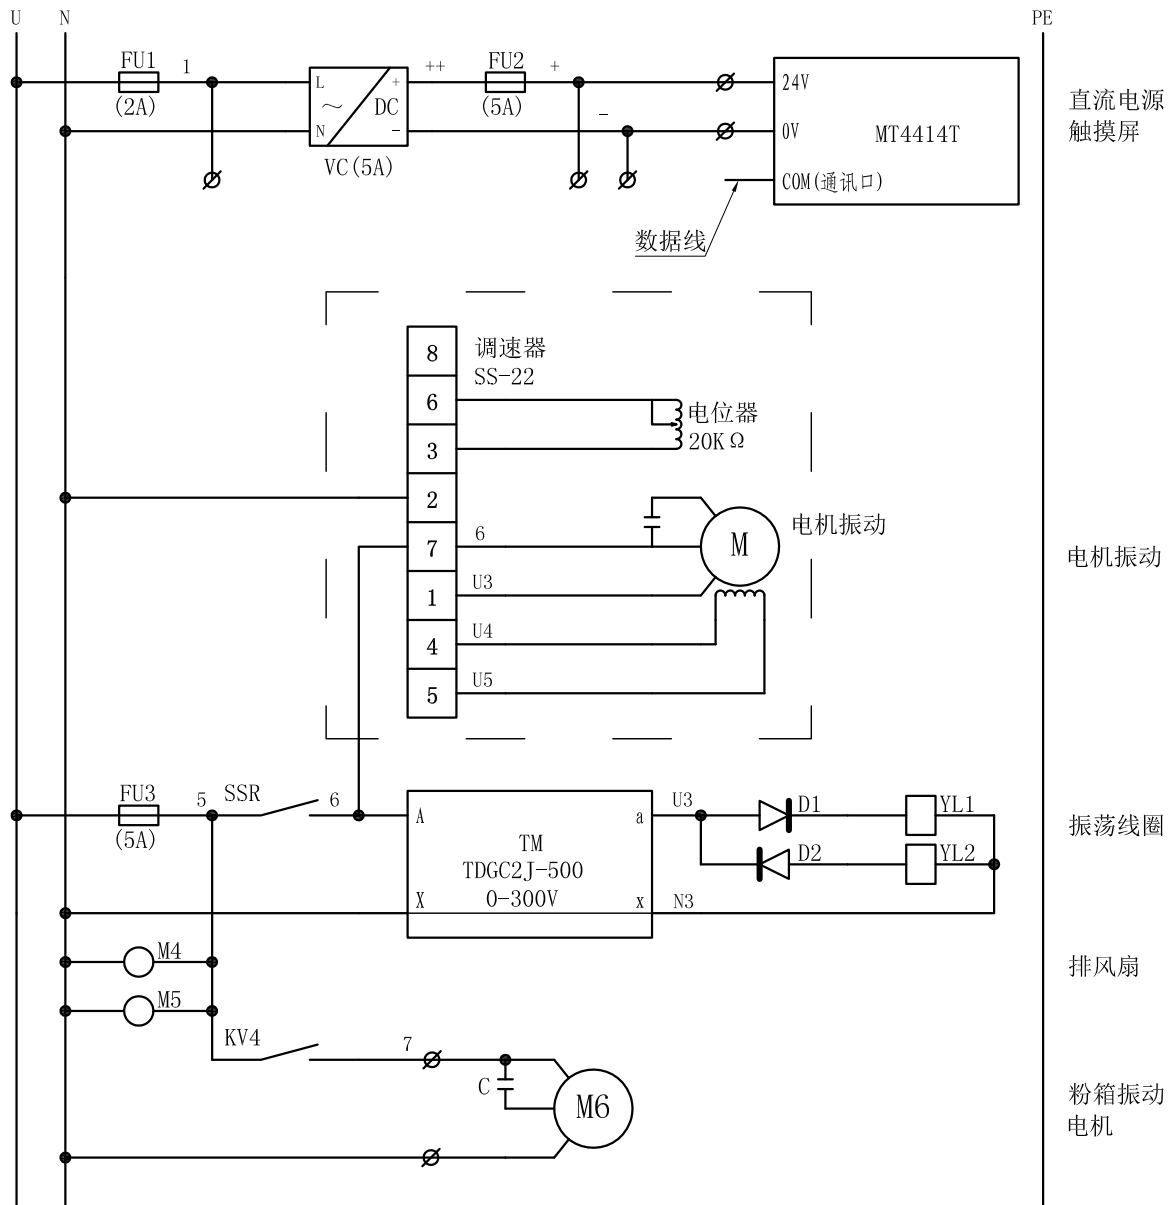 U N PE
FU1 1 ++ FU2 +
(2A) L ~ N + DC - (5A) -
VC(5A)
24V
0V MT4414T
COM(通讯口)
数据线
直流电源
触摸屏
8 调速器
SS-22
6 电位器
3 20KΩ
2
7 6 M 电机振动
1 U3
4 U4
5 U5
电机振动
FU3 5 SSR 6 A a U3 D1 YL1
(5A) TM D2 YL2
TDGC2J-500
X 0-300V x N3
振荡线圈
M4
排风扇
M5
KV4 7
C M6
粉箱振动
电机